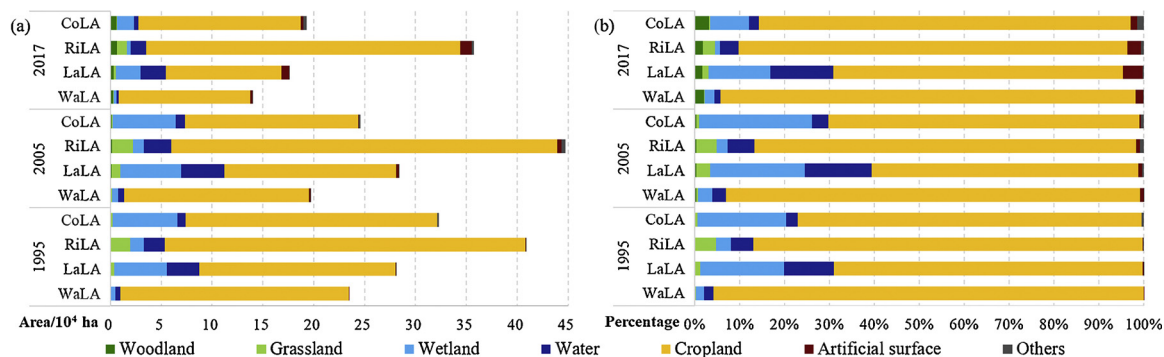 (a)
2017
CoLA
RiLA
LaLA
WaLA
2005
CoLA
RiLA
LaLA
WaLA
1995
CoLA
RiLA
LaLA
WaLA
Area/10⁴ ha 0 5 10 15 20 25 30 35 40 45
(b)
2017
CoLA
RiLA
LaLA
WaLA
2005
CoLA
RiLA
LaLA
WaLA
1995
CoLA
RiLA
LaLA
WaLA
Percentage 0% 10% 20% 30% 40% 50% 60% 70% 80% 90% 100%
Woodland Grassland Wetland Water Cropland Artificial surface Others